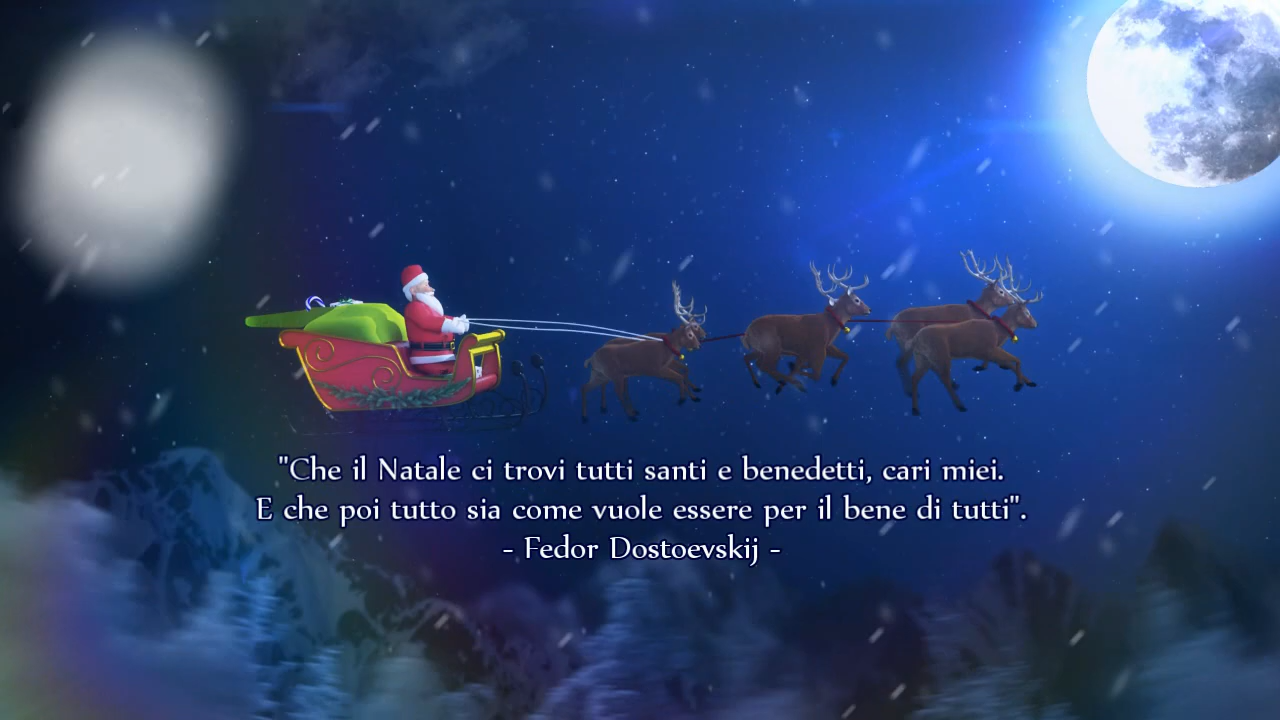 "Che il Natale ci trovi tutti santi e benedetti, cari miei.
E che poi tutto sia come vuole essere per il bene di tutti".
- Fedor Dostoevskij -